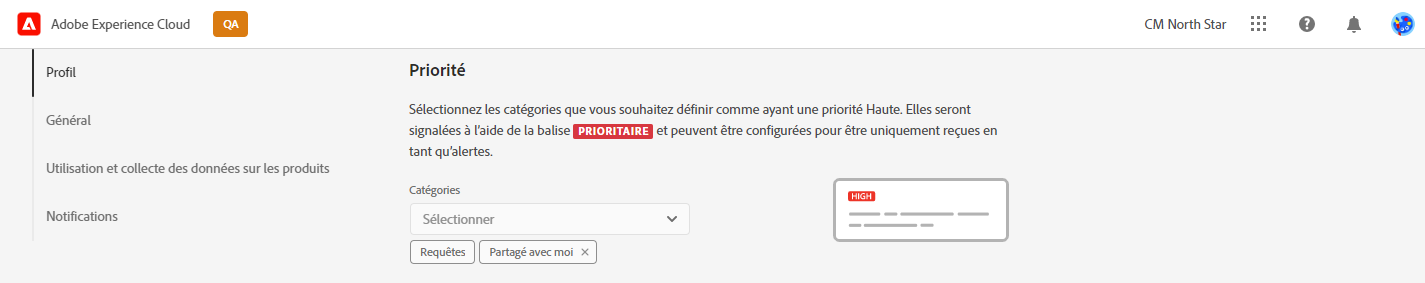 Adobe Experience Cloud
QA
CM North Star
Profil
Général
Utilisation et collecte des données sur les produits
Notifications
Priorité
Sélectionnez les catégories que vous souhaitez définir comme ayant une priorité Haute. Elles seront
signalées à l’aide de la balise PRIORITAIRE et peuvent être configurées pour être uniquement reçues en
tant qu’alertes.
Catégories
Sélectionner
Requêtes
Partagé avec moi
HIGH